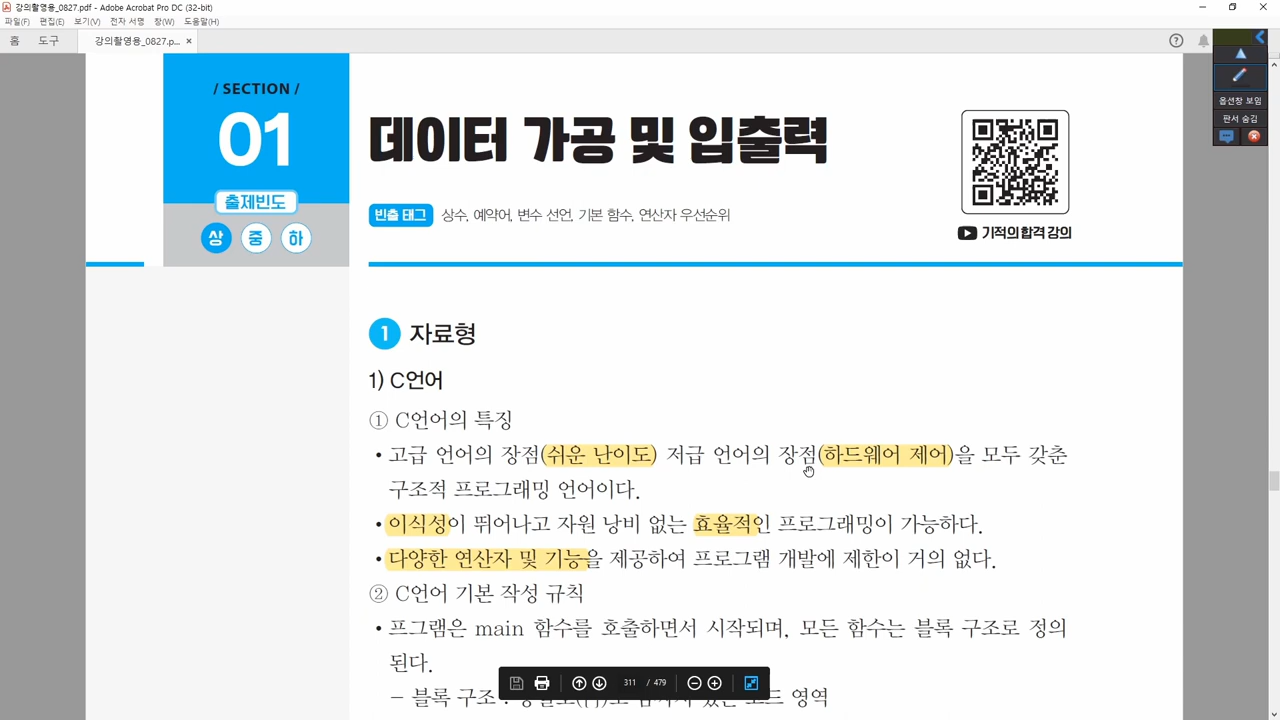 강의촬영용_0827.pdf - Adobe Acrobat Pro DC (32-bit)
파일(F) 편집(E) 보기(V) 전자 서명 창(W) 도움말(H)
홈 도구 강의촬영용_0827.p... ×
옵션창 보임
판서 숨김
/ SECTION /
01
출제빈도
상 중 하
데이터 가공 및 입출력
빈출 태그 상수, 예약어, 변수 선언, 기본 함수, 연산자 우선순위
기적의 합격 강의
1 자료형
1) C언어
① C언어의 특징
• 고급 언어의 장점(쉬운 난이도) 저급 언어의 장점(하드웨어 제어)을 모두 갖춘
구조적 프로그래밍 언어이다.
• 이식성이 뛰어나고 자원 낭비 없는 효율적인 프로그래밍이 가능하다.
• 다양한 연산자 및 기능을 제공하여 프로그램 개발에 제한이 거의 없다.
② C언어 기본 작성 규칙
• 프로그램은 main 함수를 호출하면서 시작되며, 모든 함수는 블록 구조로 정의
된다.
– 블록 구조 : 영역
311 / 479